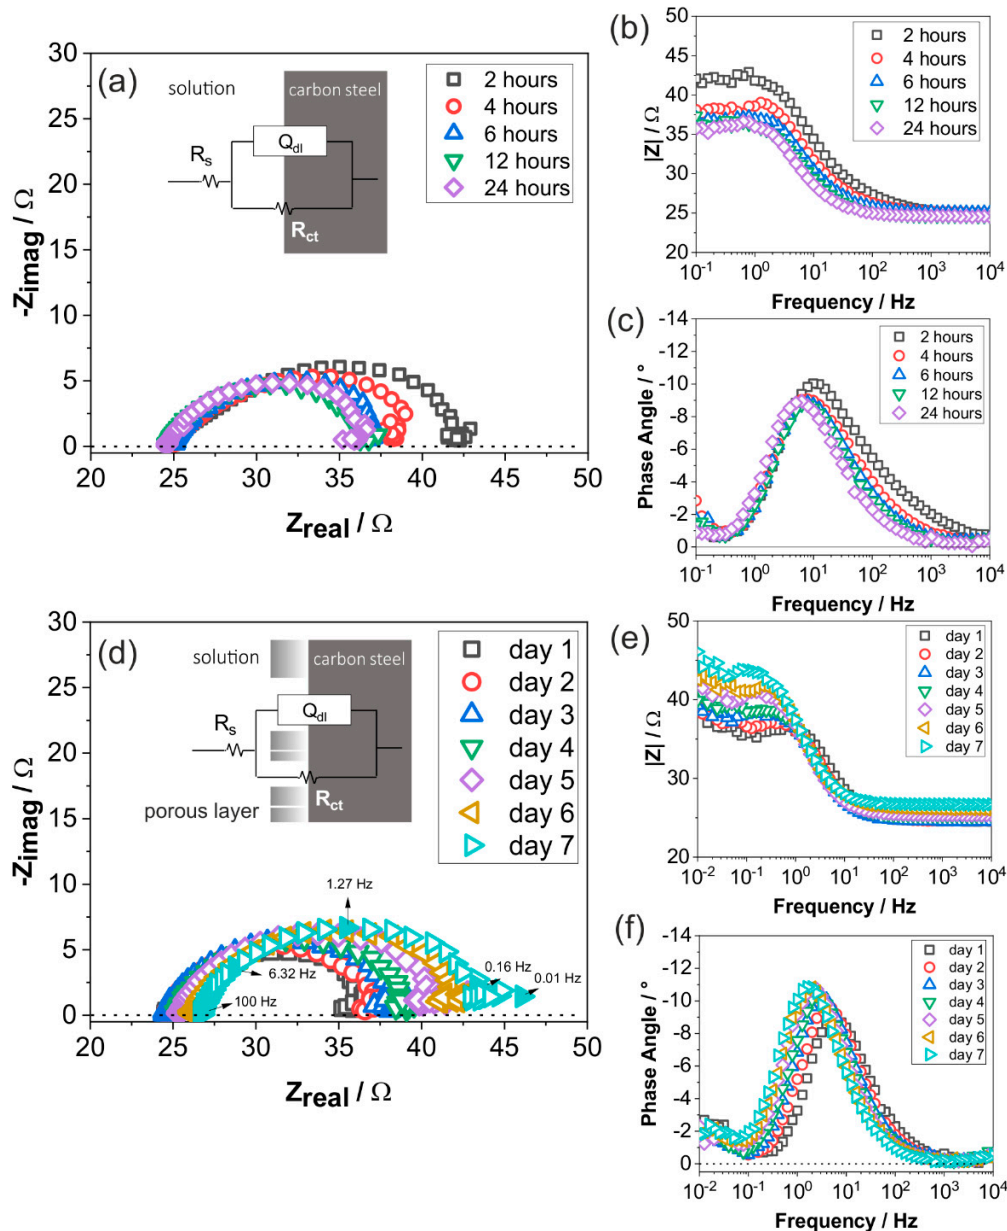 (a)
30
25
20
15
10
5
0
-Zimag / Ω
20 25 30 35 40 45 50
Zreal / Ω
solution
carbon steel
Rs
Qdl
Rct
2 hours
4 hours
6 hours
12 hours
24 hours
(b)
50
45
40
35
30
25
20
|Z| / Ω
10-1 100 101 102 103 104
Frequency / Hz
2 hours
4 hours
6 hours
12 hours
24 hours
(c)
-14
-12
-10
-8
-6
-4
-2
0
Phase Angle / °
10-1 100 101 102 103 104
Frequency / Hz
2 hours
4 hours
6 hours
12 hours
24 hours
(d)
30
25
20
15
10
5
0
-Zimag / Ω
20 25 30 35 40 45 50
Zreal / Ω
solution
carbon steel
Rs
Qdl
Rct
porous layer
day 1
day 2
day 3
day 4
day 5
day 6
day 7
1.27 Hz
6.32 Hz
100 Hz
0.16 Hz
0.01 Hz
(e)
50
40
30
20
|Z| / Ω
10-2 10-1 100 101 102 103 104
Frequency / Hz
day 1
day 2
day 3
day 4
day 5
day 6
day 7
(f)
-14
-12
-10
-8
-6
-4
-2
0
Phase Angle / °
10-2 10-1 100 101 102 103 104
Frequency / Hz
day 1
day 2
day 3
day 4
day 5
day 6
day 7